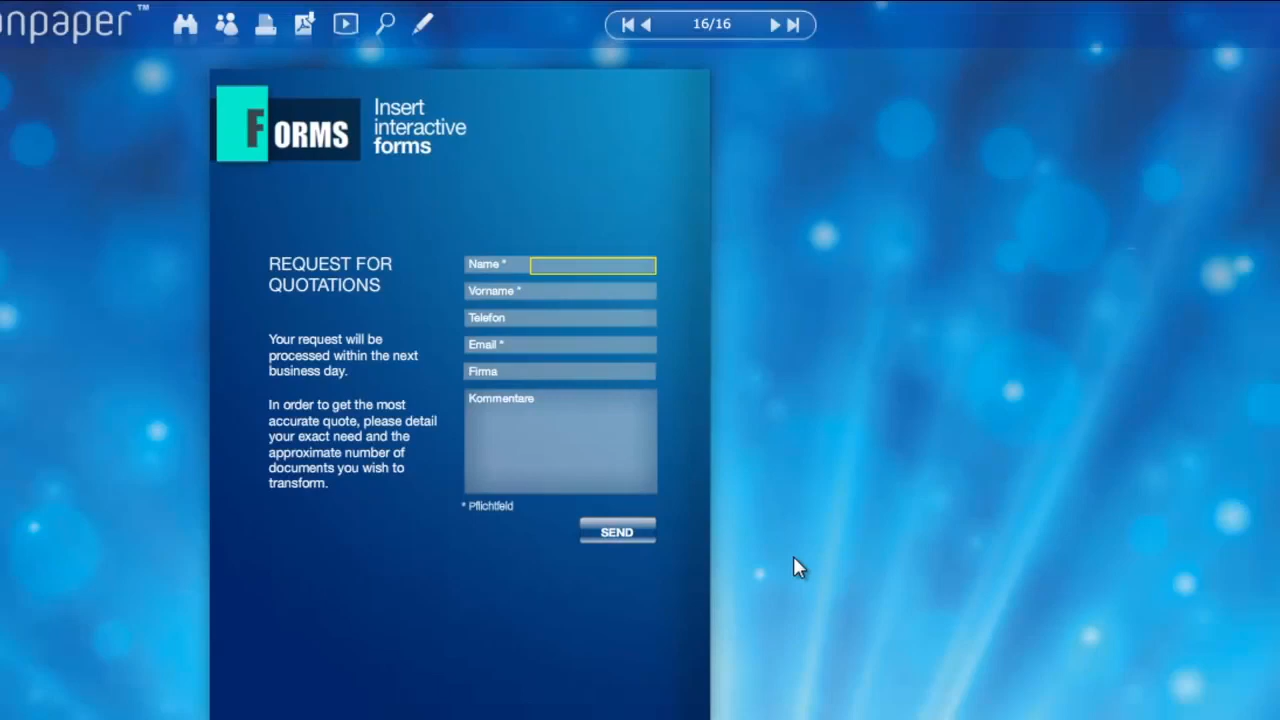 onpaper™
16/16
FORMS
Insert
interactive
forms
REQUEST FOR
QUOTATIONS
Your request will be
processed within the next
business day.
In order to get the most
accurate quote, please detail
your exact need and the
approximate number of
documents you wish to
transform.
Name *
Vorname *
Telefon
Email *
Firma
Kommentare
* Pflichtfeld
SEND